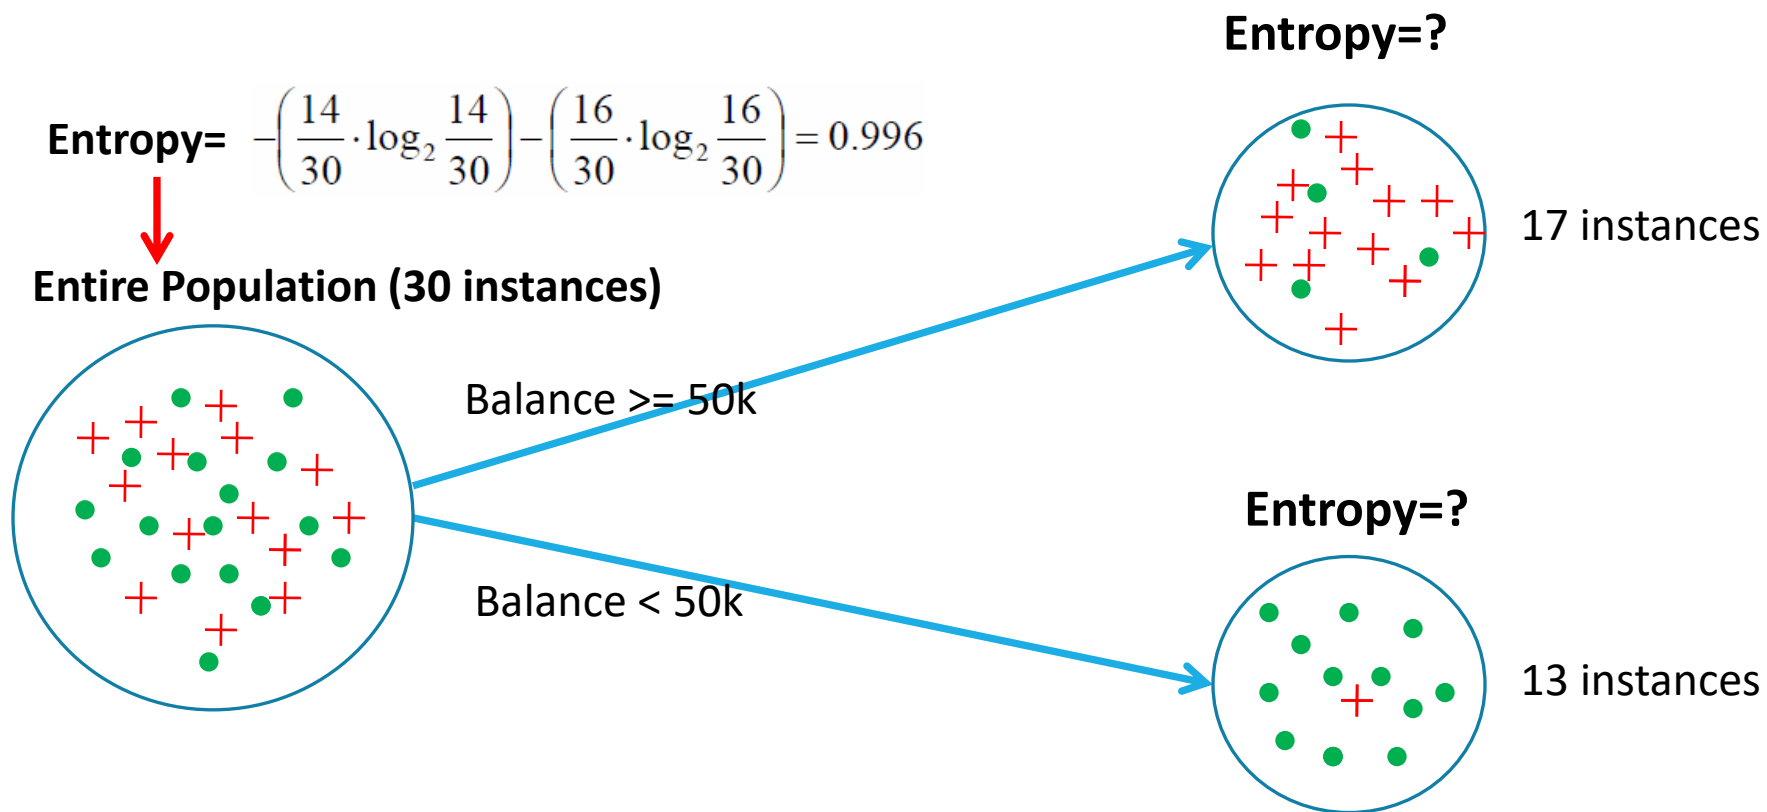 Entropy=?
Entropy= −(14/30 · log₂ 14/30) − (16/30 · log₂ 16/30) = 0.996
17 instances
Entire Population (30 instances)
Balance >= 50k
Entropy=?
Balance < 50k
13 instances